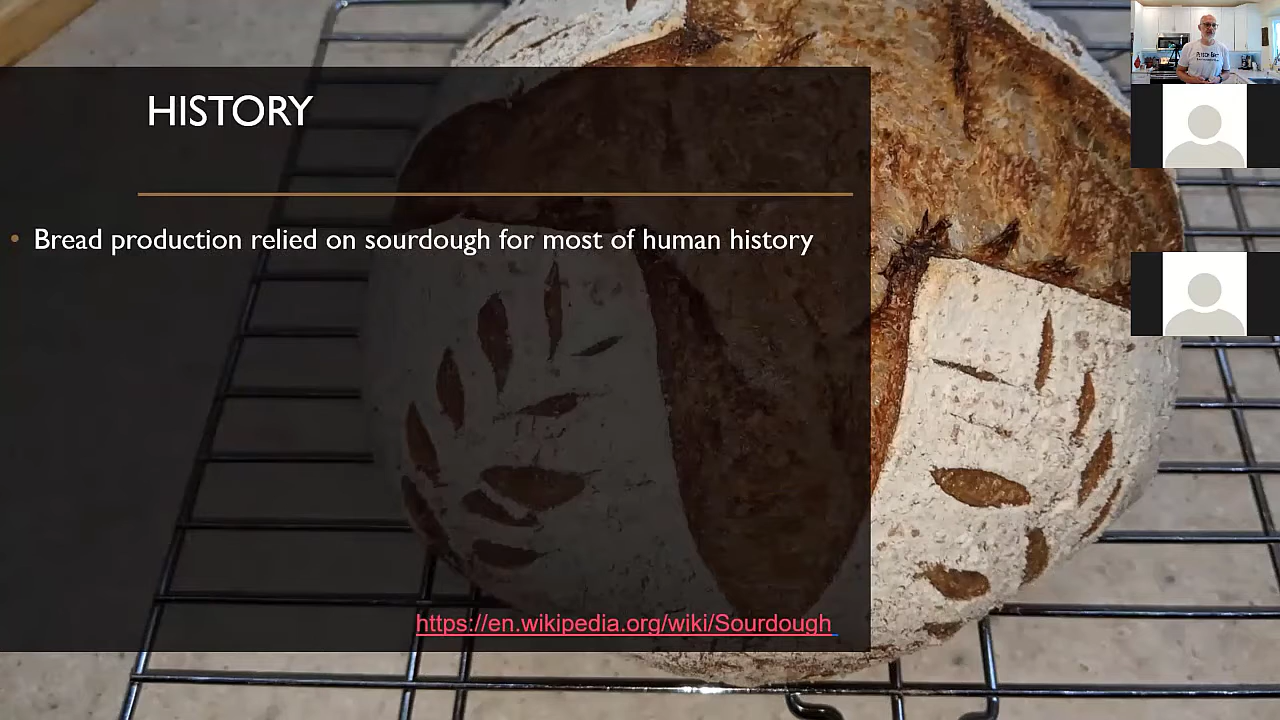 HISTORY
• Bread production relied on sourdough for most of human history
https://en.wikipedia.org/wiki/Sourdough